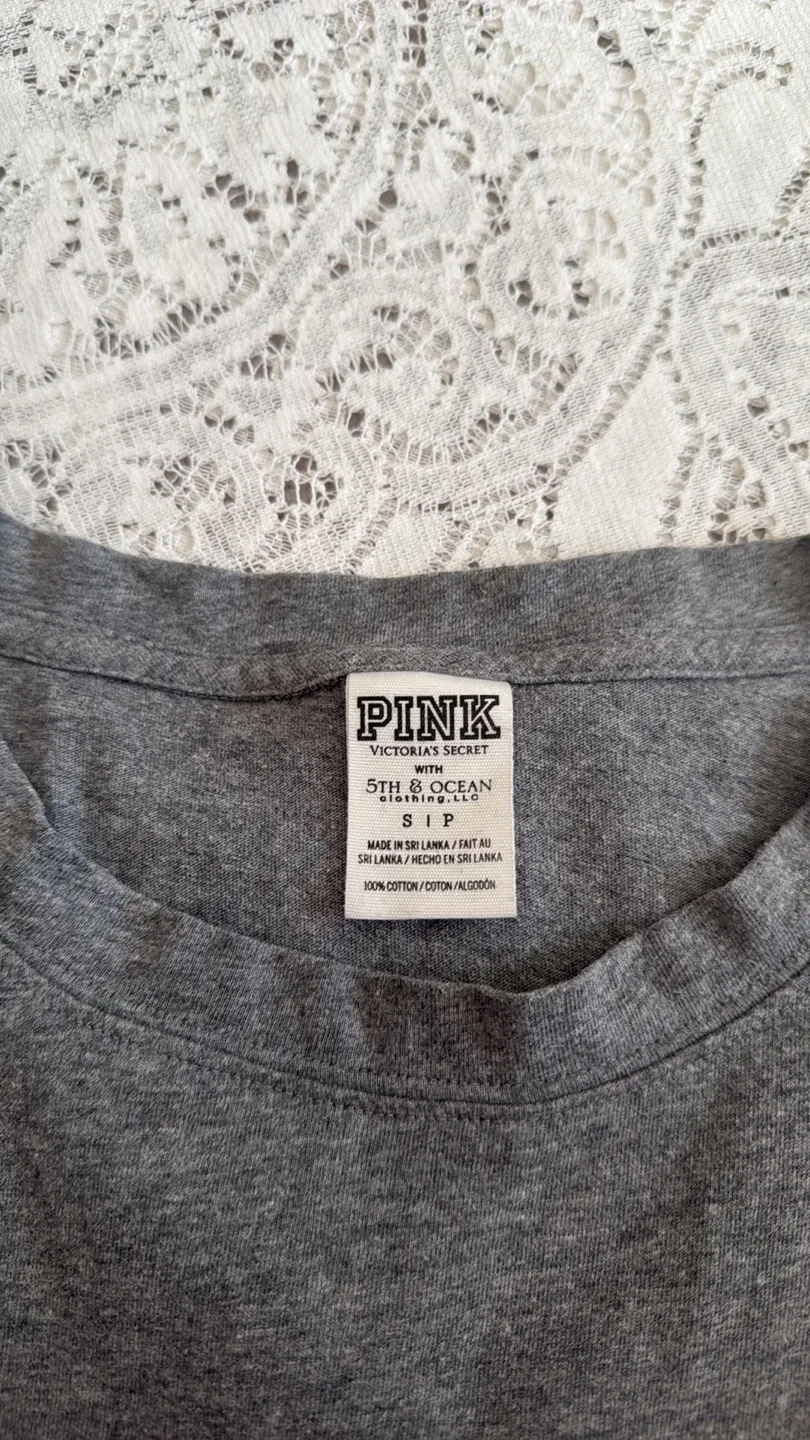 PINK
VICTORIA'S SECRET
WITH
5TH & OCEAN
clothing, LLC
S | P
MADE IN SRI LANKA / FAIT AU
SRI LANKA / HECHO EN SRI LANKA
100% COTTON / COTON / ALGODÓN